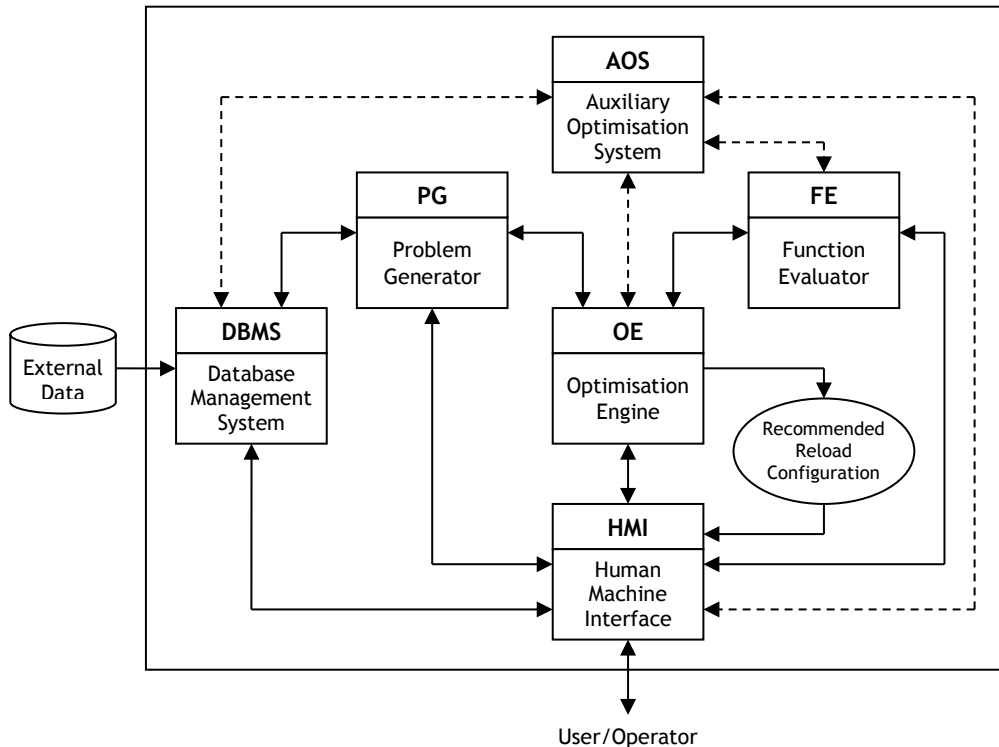 AOS
Auxiliary
Optimisation
System
PG
Problem
Generator
FE
Function
Evaluator
DBMS
Database
Management
System
OE
Optimisation
Engine
External
Data
Recommended
Reload
Configuration
HMI
Human
Machine
Interface
User/Operator